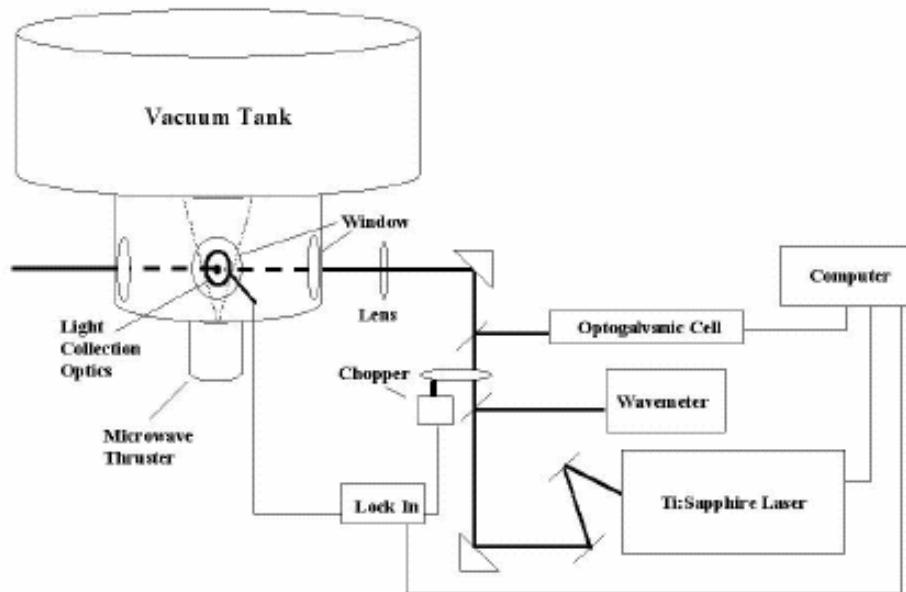 Vacuum Tank
Window
Computer
Light
Collection
Optics
Lens
Optogalvanic Cell
Chopper
Wavemeter
Microwave
Thruster
Lock In
Ti:Sapphire Laser